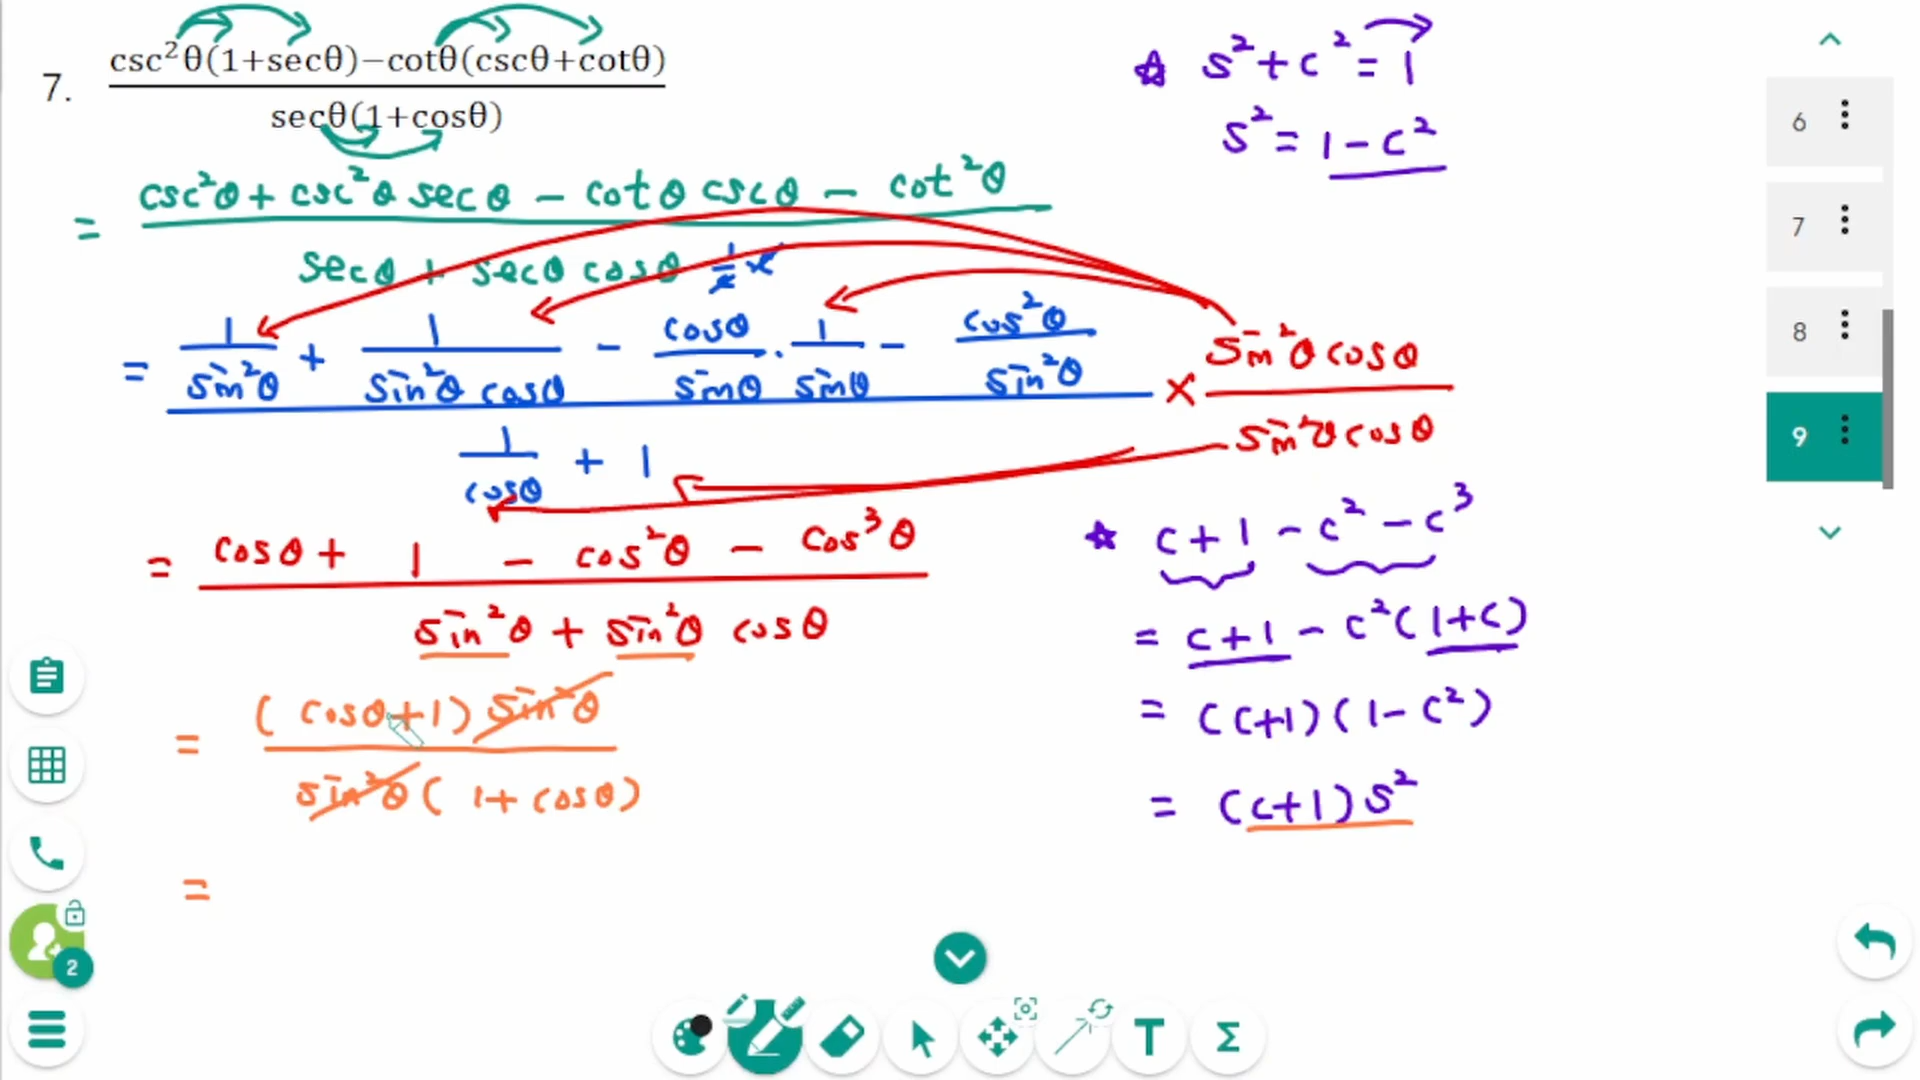 7. csc²θ(1+secθ)−cotθ(cscθ+cotθ)
secθ(1+cosθ)
= csc²θ + csc²θ secθ − cotθ cscθ − cot²θ
secθ + secθ cosθ
= 1/sin²θ + 1/(sin²θ cosθ) − cosθ/sinθ · 1/sinθ − cos²θ/sin²θ × sin²θ cosθ
1/cosθ + 1 sin²θ cosθ
= cosθ + 1 − cos²θ − cos³θ
sin²θ + sin²θ cosθ
= (cosθ+1) sin²θ
sin²θ (1+cosθ)
=
☆ s²+c² = 1
s² = 1−c²
☆ c+1 − c² − c³
= c+1 − c²(1+c)
= (c+1)(1−c²)
= (c+1)s²
6
7
8
9
2
T
Σ